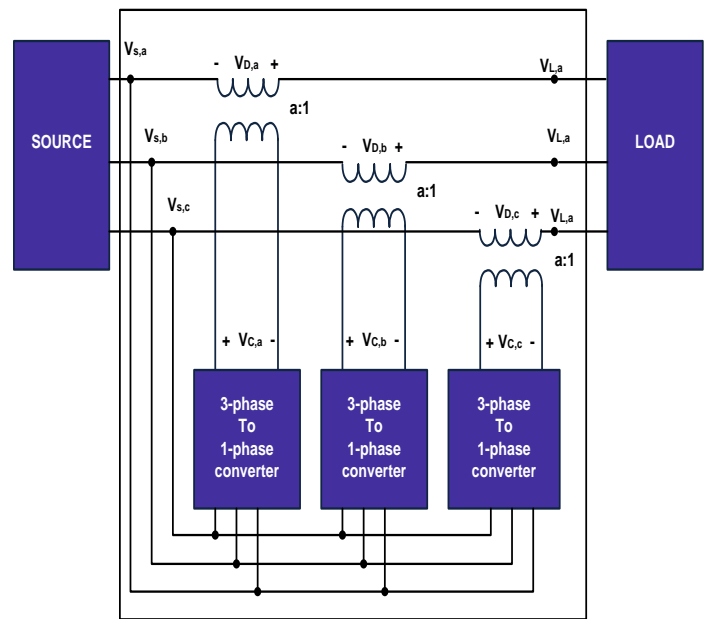 Vs,a
- VD,a +
VL,a
a:1
SOURCE
Vs,b
- VD,b +
VL,a
LOAD
a:1
Vs,c
- VD,c +
VL,a
a:1
+ VC,a -
+ VC,b -
+ VC,c -
3-phase
To
1-phase
converter
3-phase
To
1-phase
converter
3-phase
To
1-phase
converter